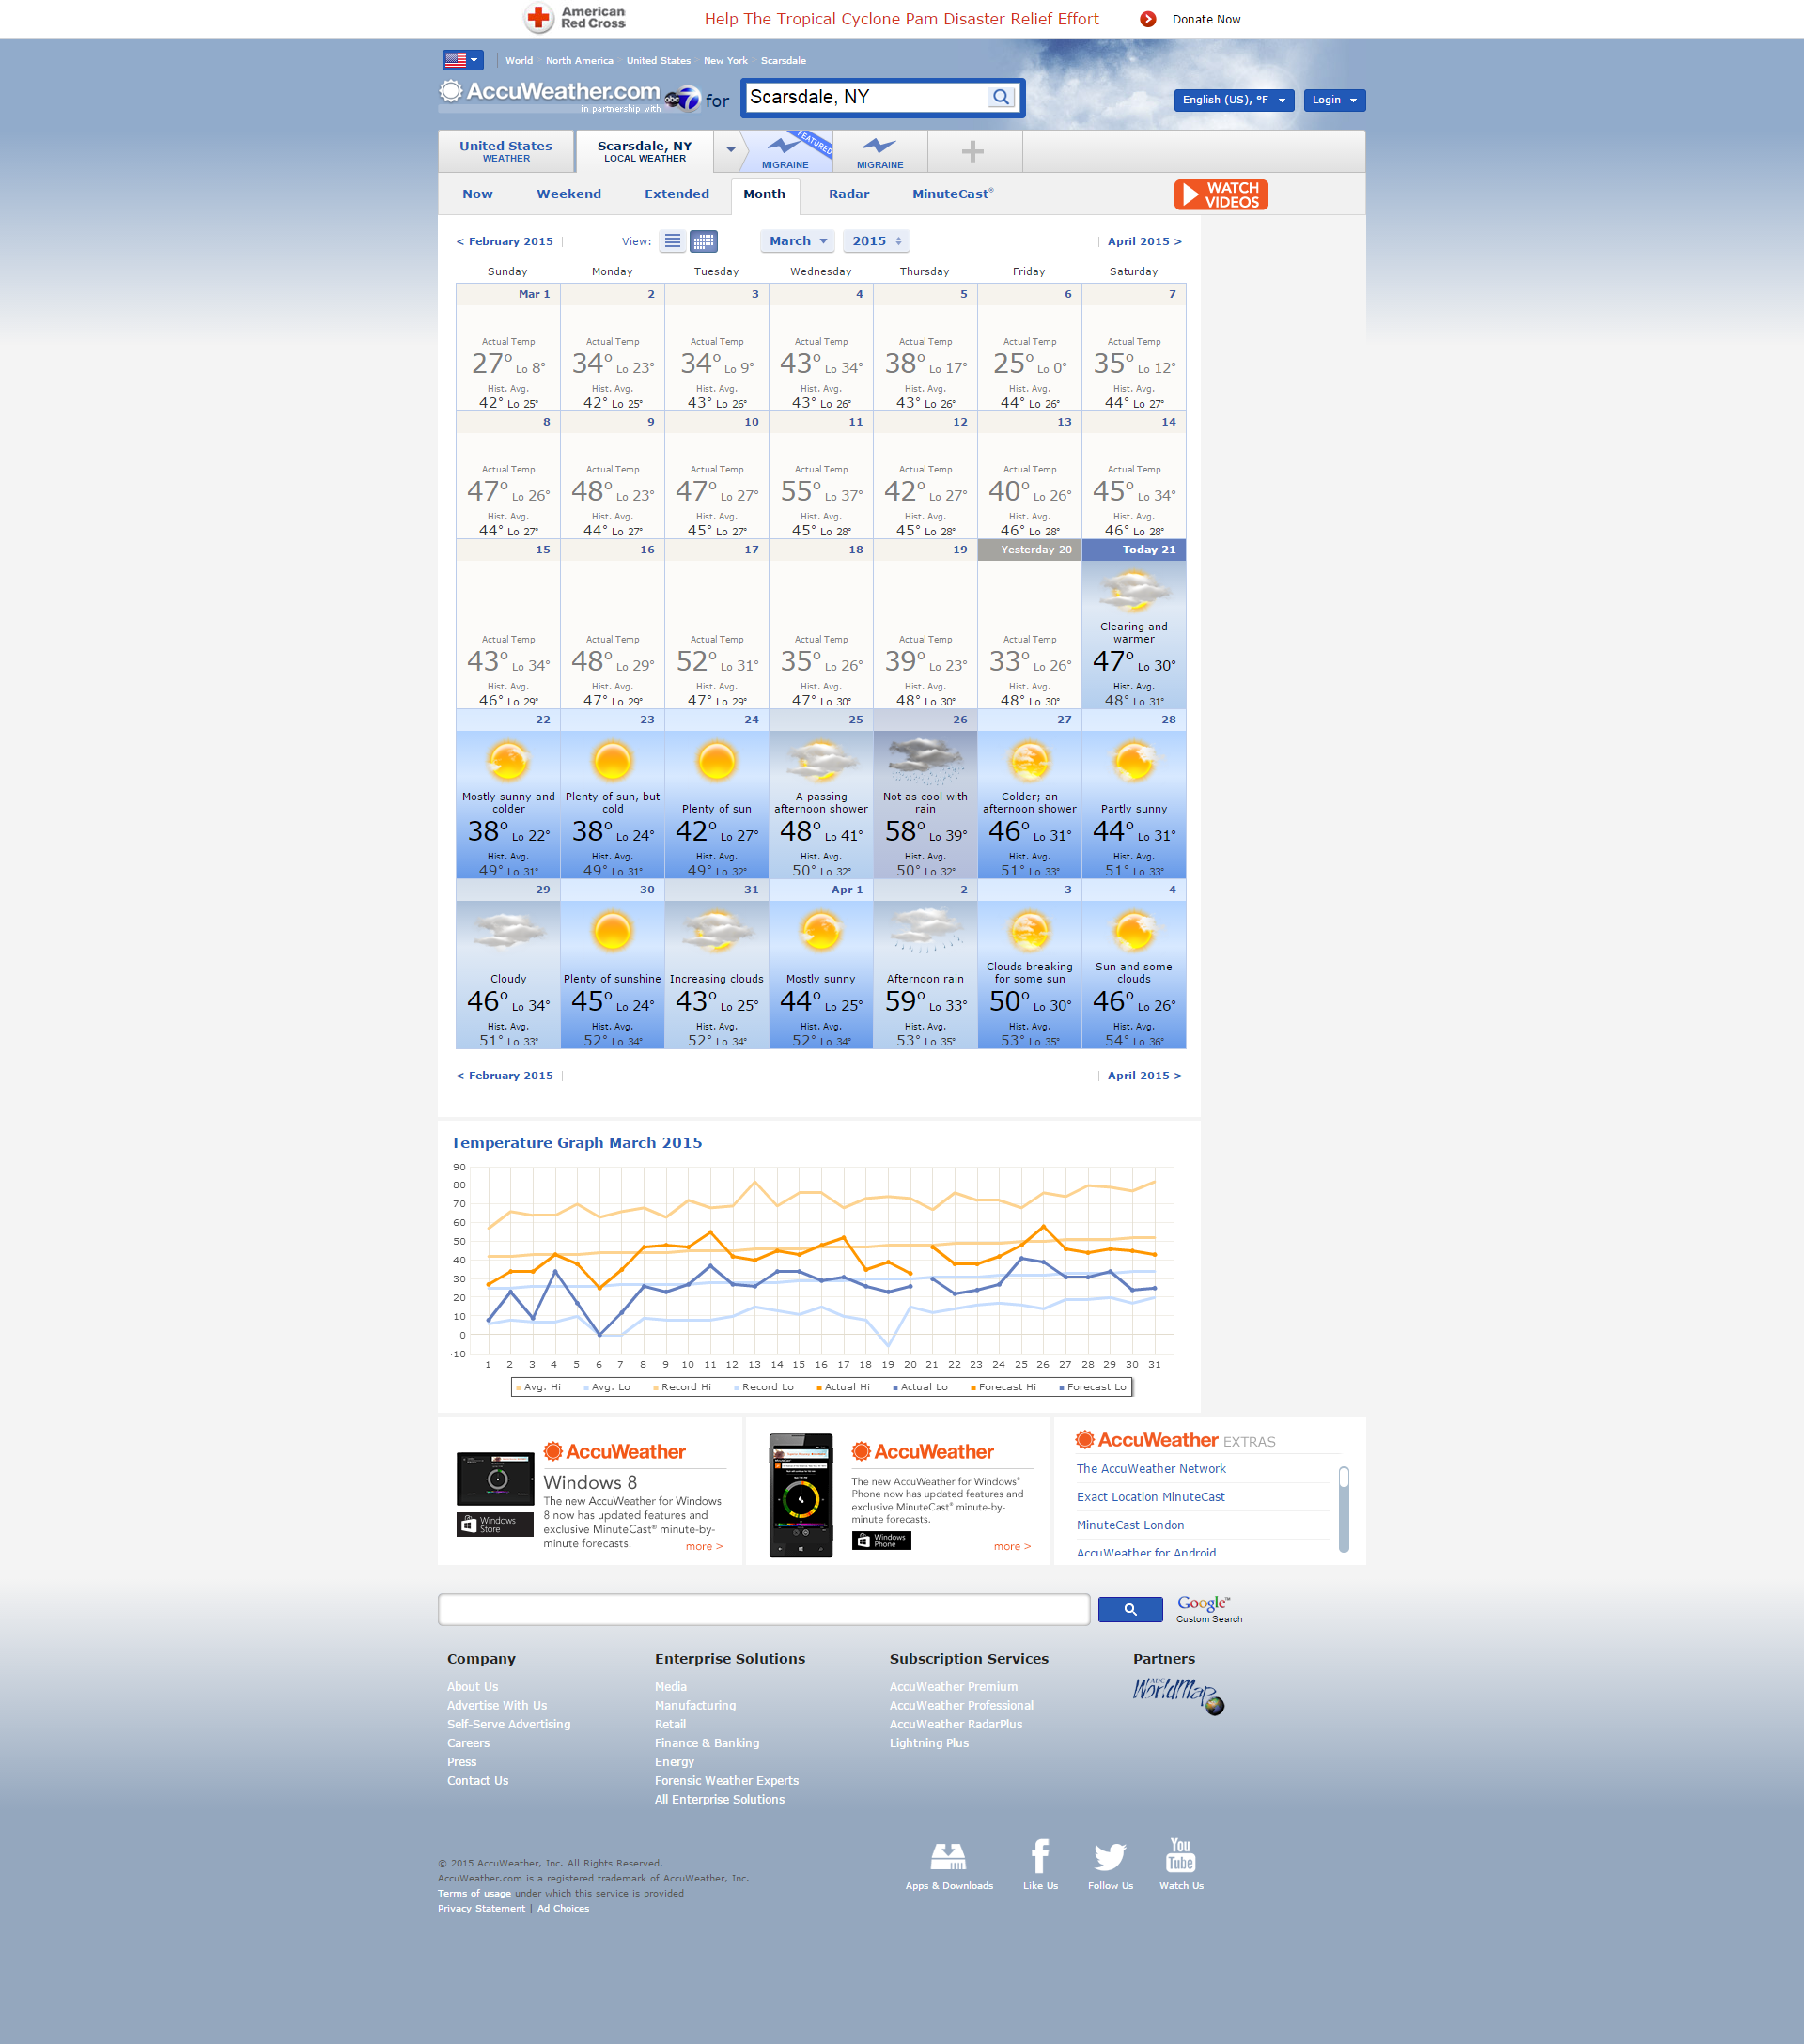 American
Red Cross
Help The Tropical Cyclone Pam Disaster Relief Effort
Donate Now
World North America United States New York Scarsdale
AccuWeather.com
in partnership with
abc 7
for
Scarsdale, NY
English (US), °F
Login
United States
WEATHER
Scarsdale, NY
LOCAL WEATHER
FEATURED
MIGRAINE
MIGRAINE
Now Weekend Extended Month Radar MinuteCast®
WATCH
VIDEOS
< February 2015 | View: March 2015 | April 2015 >
Sunday Monday Tuesday Wednesday Thursday Friday Saturday
Mar 1 2 3 4 5 6 7
Actual Temp Actual Temp Actual Temp Actual Temp Actual Temp Actual Temp Actual Temp
27° Lo 8° 34° Lo 23° 34° Lo 9° 43° Lo 34° 38° Lo 17° 25° Lo 0° 35° Lo 12°
Hist. Avg. Hist. Avg. Hist. Avg. Hist. Avg. Hist. Avg. Hist. Avg. Hist. Avg.
42° Lo 25° 42° Lo 25° 43° Lo 26° 43° Lo 26° 43° Lo 26° 44° Lo 26° 44° Lo 27°
8 9 10 11 12 13 14
Actual Temp Actual Temp Actual Temp Actual Temp Actual Temp Actual Temp Actual Temp
47° Lo 26° 48° Lo 23° 47° Lo 27° 55° Lo 37° 42° Lo 27° 40° Lo 26° 45° Lo 34°
Hist. Avg. Hist. Avg. Hist. Avg. Hist. Avg. Hist. Avg. Hist. Avg. Hist. Avg.
44° Lo 27° 44° Lo 27° 45° Lo 27° 45° Lo 28° 45° Lo 28° 46° Lo 28° 46° Lo 28°
15 16 17 18 19 Yesterday 20 Today 21
Clearing and
warmer
Actual Temp Actual Temp Actual Temp Actual Temp Actual Temp Actual Temp
43° Lo 34° 48° Lo 29° 52° Lo 31° 35° Lo 26° 39° Lo 23° 33° Lo 26° 47° Lo 30°
Hist. Avg. Hist. Avg. Hist. Avg. Hist. Avg. Hist. Avg. Hist. Avg. Hist. Avg.
46° Lo 29° 47° Lo 29° 47° Lo 29° 47° Lo 30° 48° Lo 30° 48° Lo 30° 48° Lo 31°
22 23 24 25 26 27 28
Mostly sunny and Plenty of sun, but A passing Not as cool with Colder; an
colder cold Plenty of sun afternoon shower rain afternoon shower Partly sunny
38° Lo 22° 38° Lo 24° 42° Lo 27° 48° Lo 41° 58° Lo 39° 46° Lo 31° 44° Lo 31°
Hist. Avg. Hist. Avg. Hist. Avg. Hist. Avg. Hist. Avg. Hist. Avg. Hist. Avg.
49° Lo 31° 49° Lo 31° 49° Lo 32° 50° Lo 32° 50° Lo 32° 51° Lo 33° 51° Lo 33°
29 30 31 Apr 1 2 3 4
Clouds breaking Sun and some
Cloudy Plenty of sunshine Increasing clouds Mostly sunny Afternoon rain for some sun clouds
46° Lo 34° 45° Lo 24° 43° Lo 25° 44° Lo 25° 59° Lo 33° 50° Lo 30° 46° Lo 26°
Hist. Avg. Hist. Avg. Hist. Avg. Hist. Avg. Hist. Avg. Hist. Avg. Hist. Avg.
51° Lo 33° 52° Lo 34° 52° Lo 34° 52° Lo 34° 53° Lo 35° 53° Lo 35° 54° Lo 36°
< February 2015 | | April 2015 >
Temperature Graph March 2015
90
80
70
60
50
40
30
20
10
0
-10
1 2 3 4 5 6 7 8 9 10 11 12 13 14 15 16 17 18 19 20 21 22 23 24 25 26 27 28 29 30 31
Avg. Hi Avg. Lo Record Hi Record Lo Actual Hi Actual Lo Forecast Hi Forecast Lo
AccuWeather
Windows 8
The new AccuWeather for Windows
8 now has updated features and
exclusive MinuteCast® minute-by-
minute forecasts.
more >
Windows
Store
AccuWeather
The new AccuWeather for Windows®
Phone now has updated features and
exclusive MinuteCast® minute-by-
minute forecasts.
Windows
Phone
more >
AccuWeather EXTRAS
The AccuWeather Network
Exact Location MinuteCast
MinuteCast London
AccuWeather for Android
Google™
Custom Search
Company
About Us
Advertise With Us
Self-Serve Advertising
Careers
Press
Contact Us
Enterprise Solutions
Media
Manufacturing
Retail
Finance & Banking
Energy
Forensic Weather Experts
All Enterprise Solutions
Subscription Services
AccuWeather Premium
AccuWeather Professional
AccuWeather RadarPlus
Lightning Plus
Partners
ABC
WorldMap
© 2015 AccuWeather, Inc. All Rights Reserved.
AccuWeather.com is a registered trademark of AccuWeather, Inc.
Terms of usage under which this service is provided
Privacy Statement | Ad Choices
You
Tube
Apps & Downloads Like Us Follow Us Watch Us